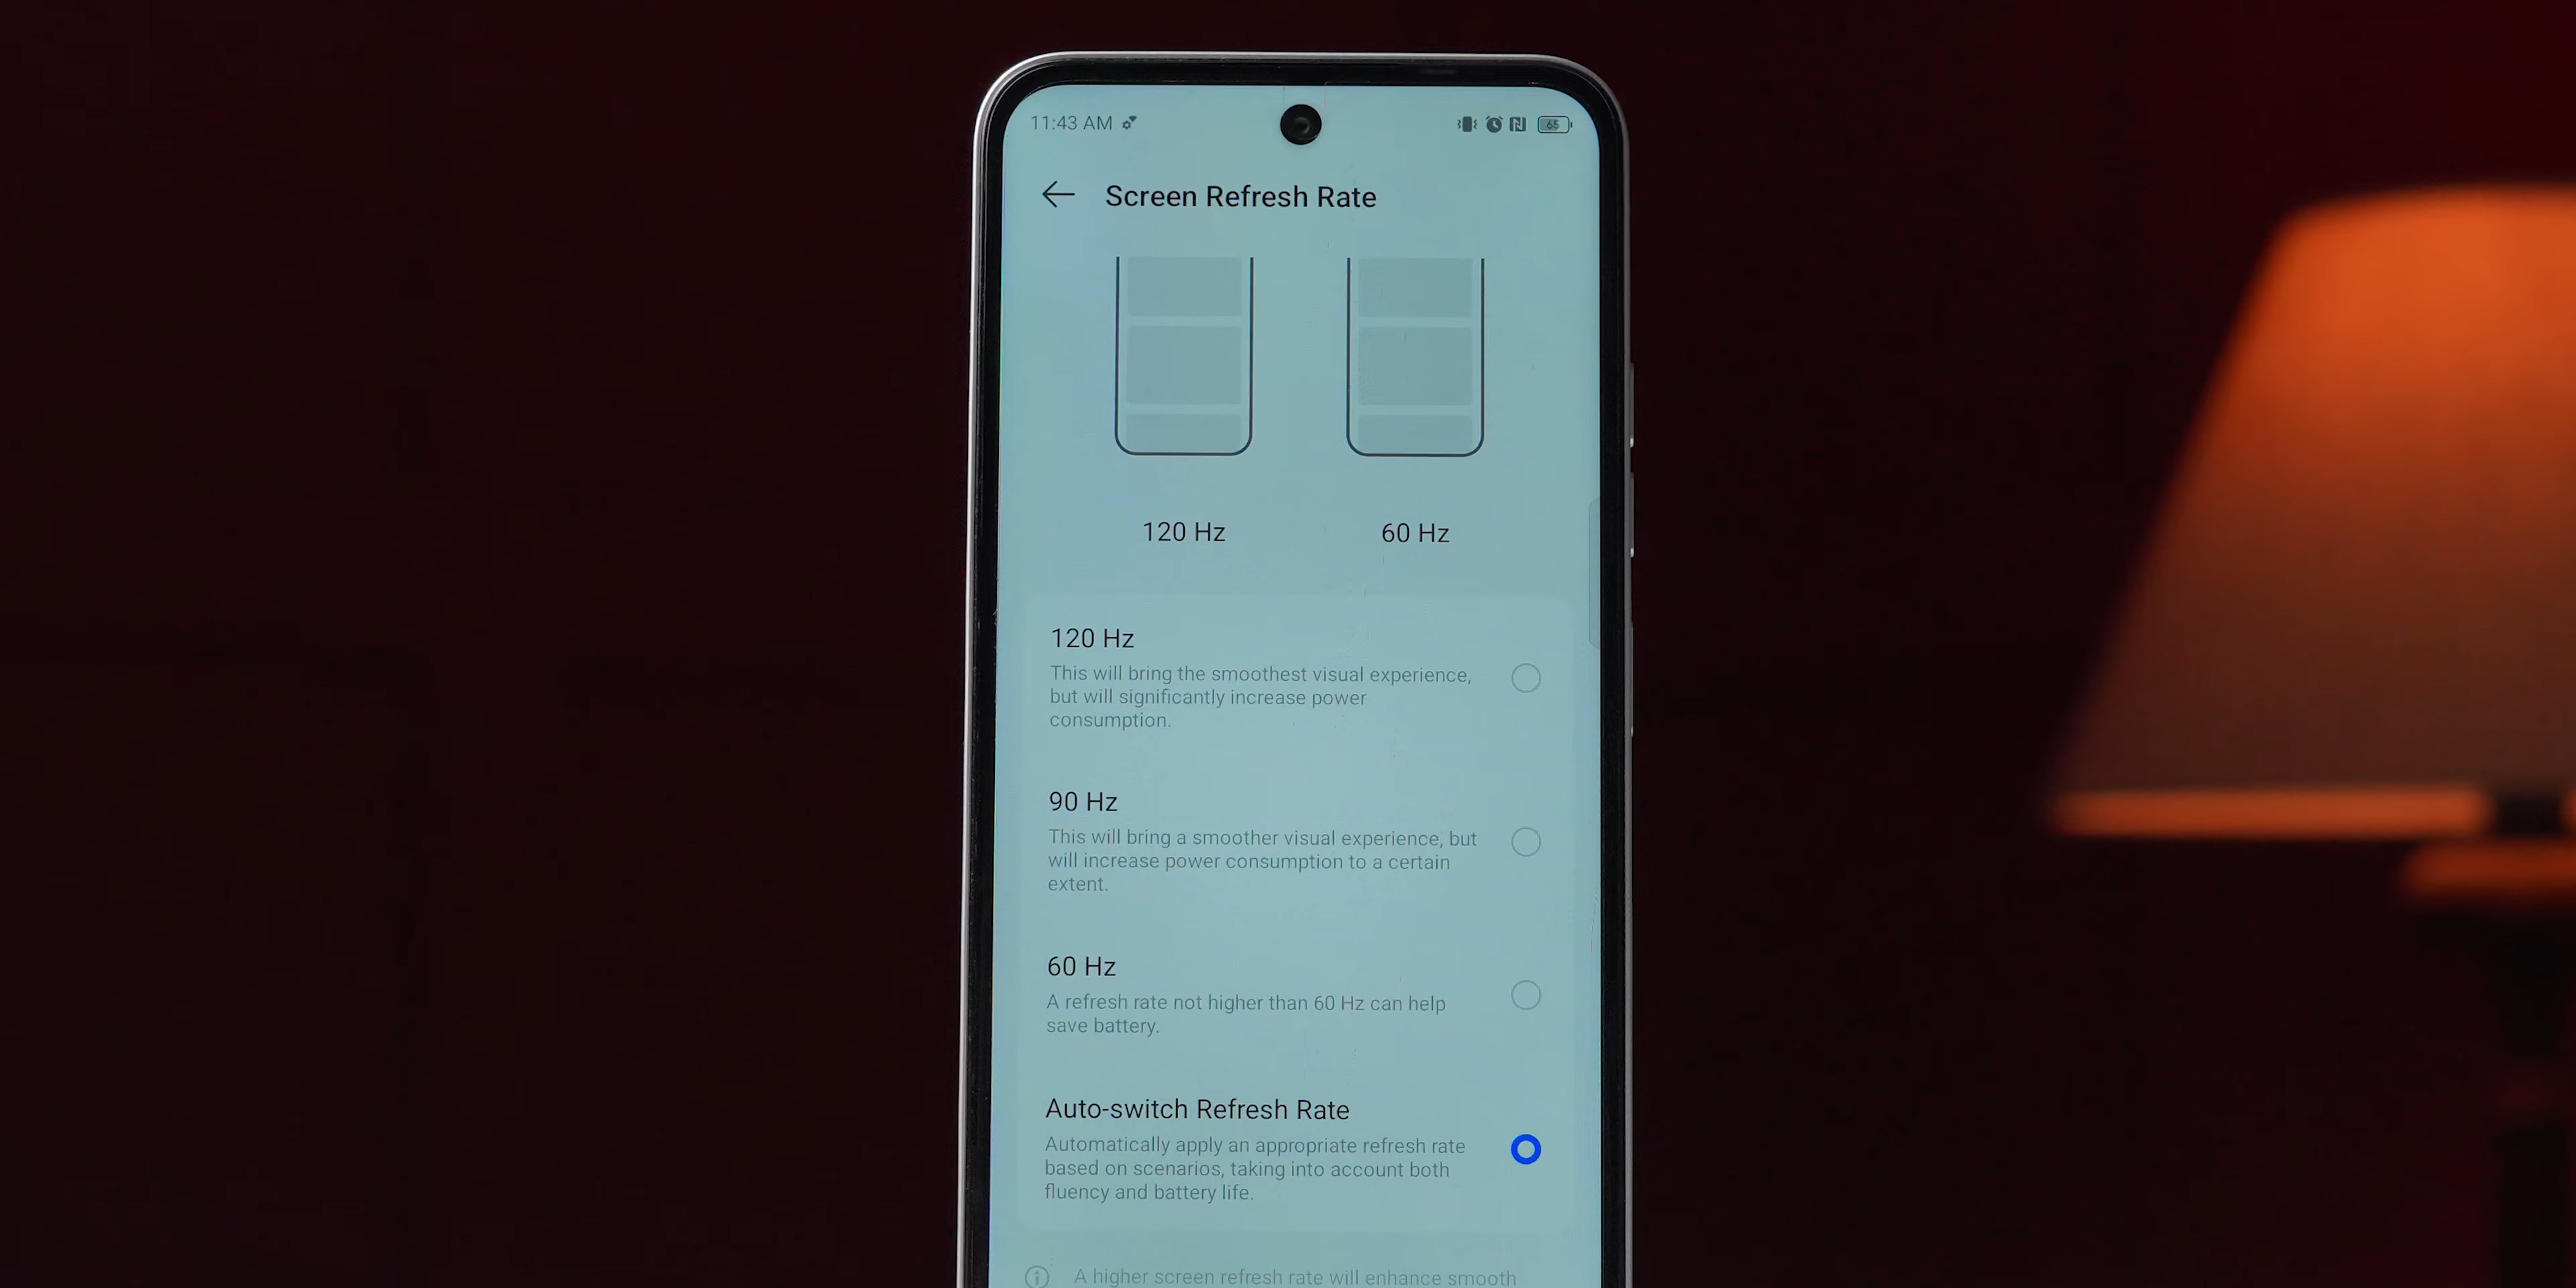 11:43 AM
65
Screen Refresh Rate
120 Hz
60 Hz
120 Hz
This will bring the smoothest visual experience,
but will significantly increase power
consumption.
90 Hz
This will bring a smoother visual experience, but
will increase power consumption to a certain
extent.
60 Hz
A refresh rate not higher than 60 Hz can help
save battery.
Auto-switch Refresh Rate
Automatically apply an appropriate refresh rate
based on scenarios, taking into account both
fluency and battery life.
A higher screen refresh rate will enhance smooth